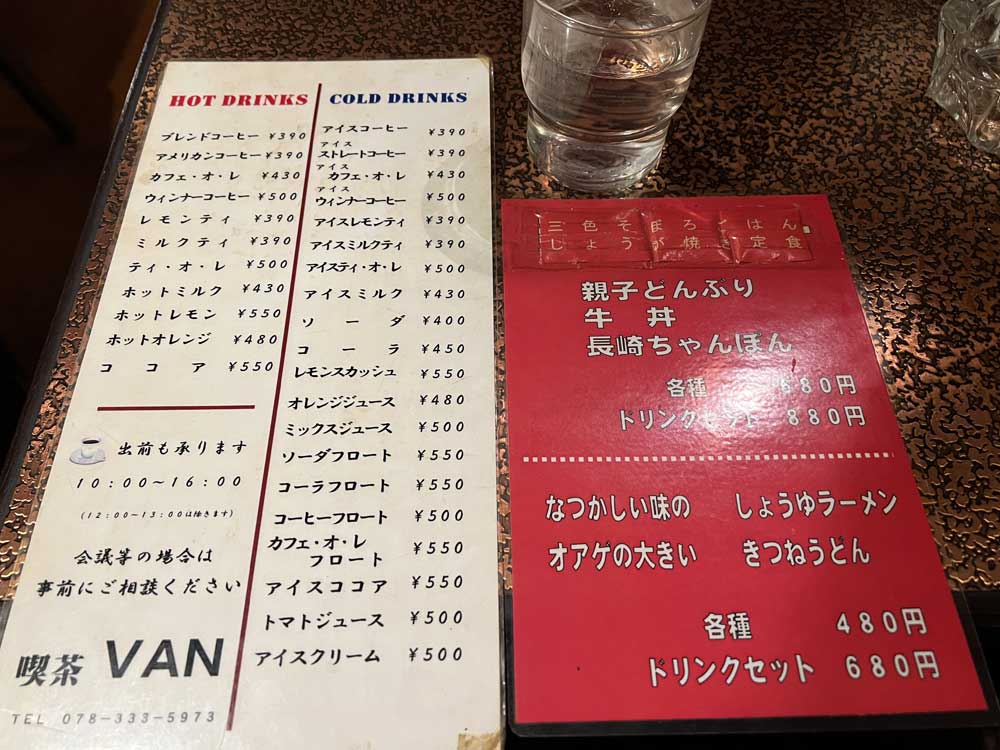 HOT DRINKS
ブレンドコーヒー ¥390
アメリカンコーヒー ¥390
カフェ・オ・レ ¥430
ウィンナーコーヒー ¥500
レモンティ ¥390
ミルクティ ¥390
ティ・オ・レ ¥500
ホットミルク ¥430
ホットレモン ¥550
ホットオレンジ ¥480
ココア ¥550
出前も承ります
10:00~16:00
(12:00~13:00は除きます)
会議等の場合は
事前にご相談ください
喫茶 VAN
TEL 078-333-5973
COLD DRINKS
アイスコーヒー ¥390
アイス
ストレートコーヒー ¥390
アイス
カフェ・オ・レ ¥430
アイス
ウィンナーコーヒー ¥500
アイスレモンティ ¥390
アイスミルクティ ¥390
アイスティ・オ・レ ¥500
アイスミルク ¥430
ソーダ ¥400
コーラ ¥450
レモンスカッシュ ¥550
オレンジジュース ¥480
ミックスジュース ¥500
ソーダフロート ¥550
コーラフロート ¥550
コーヒーフロート ¥500
カフェ・オ・レ
フロート ¥550
アイスココア ¥550
トマトジュース ¥500
アイスクリーム ¥500
三色そぼろごはん
しょうが焼き定食
親子どんぶり
牛丼
長崎ちゃんぽん
各種 680円
ドリンクセット 880円
なつかしい味の しょうゆラーメン
オアゲの大きい きつねうどん
各種 480円
ドリンクセット 680円